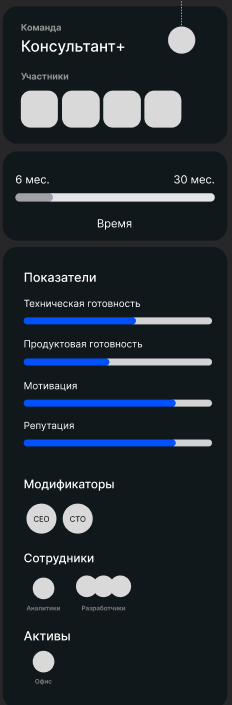 Команда
Консультант+
Участники
6 мес.
30 мес.
Время
Показатели
Техническая готовность
Продуктовая готовность
Мотивация
Репутация
Модификаторы
CEO
CTO
Сотрудники
Аналитики
Разработчики
Активы
Офис